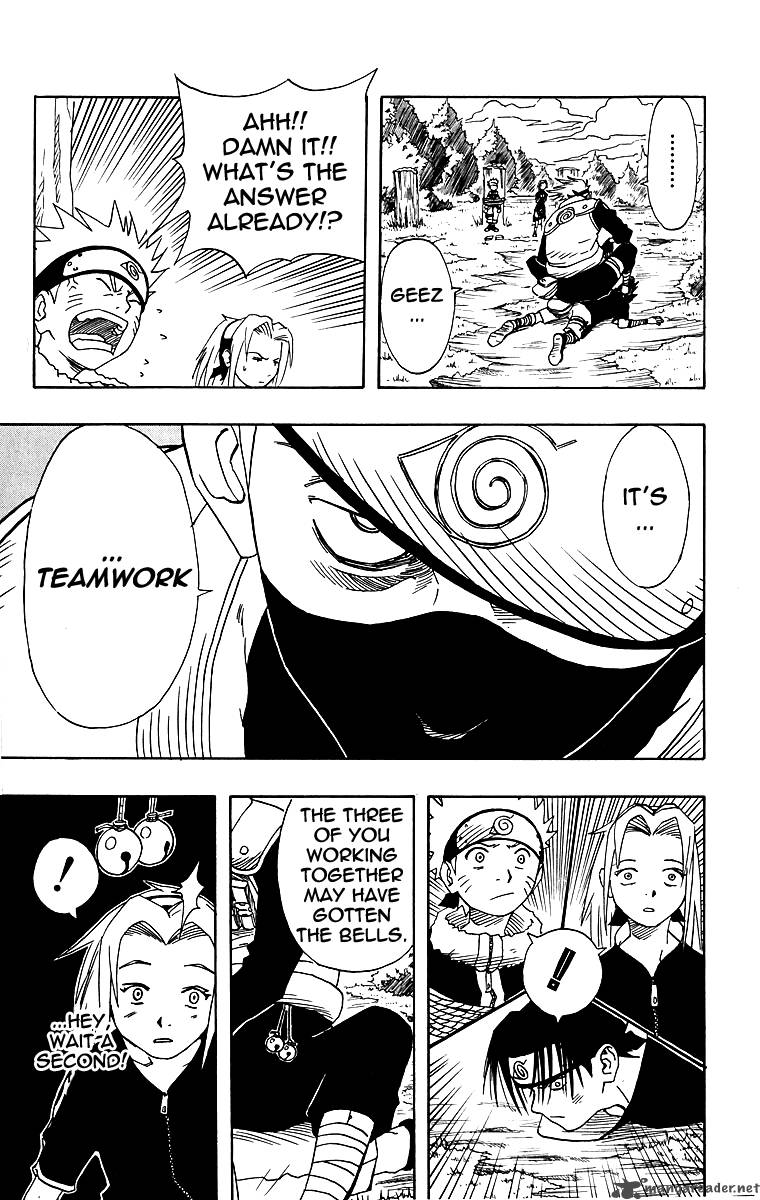 .........
GEEZ
...
AHH!!
DAMN IT!!
WHAT'S THE
ANSWER
ALREADY!?
IT'S
...
...
TEAMWORK
!
THE THREE
OF YOU
WORKING
TOGETHER
MAY HAVE
GOTTEN
THE BELLS.
!
...HEY,
WAIT A
SECOND!
mangareader.net